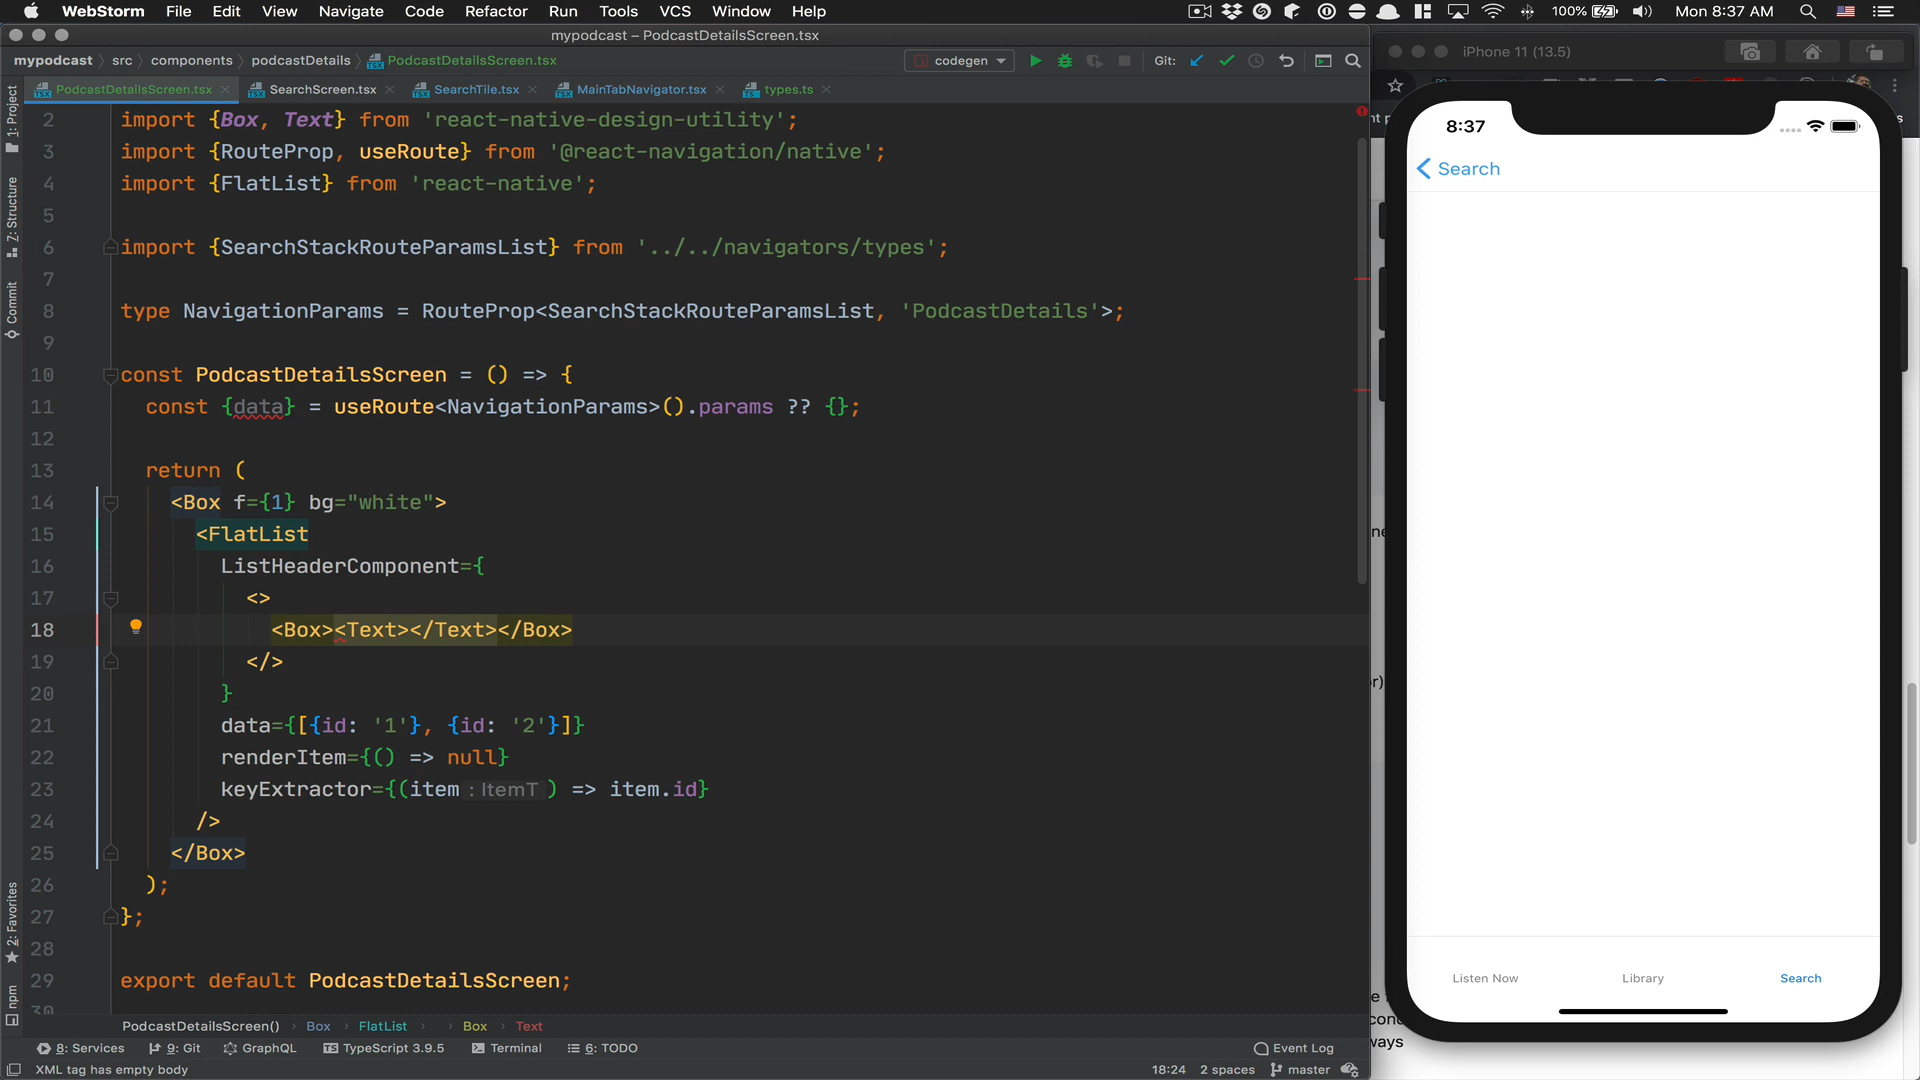 WebStorm File Edit View Navigate Code Refactor Run Tools VCS Window Help 100% Mon 8:37 AM
mypodcast – PodcastDetailsScreen.tsx
mypodcast src components podcastDetails PodcastDetailsScreen.tsx codegen Git:
PodcastDetailsScreen.tsx SearchScreen.tsx SearchTile.tsx MainTabNavigator.tsx types.ts
1: Project
7: Structure
Commit
2: Favorites
npm
2 import {Box, Text} from 'react-native-design-utility';
3 import {RouteProp, useRoute} from '@react-navigation/native';
4 import {FlatList} from 'react-native';
5
6 import {SearchStackRouteParamsList} from '../../navigators/types';
7
8 type NavigationParams = RouteProp<SearchStackRouteParamsList, 'PodcastDetails'>;
9
10 const PodcastDetailsScreen = () => {
11 const {data} = useRoute<NavigationParams>().params ?? {};
12
13 return (
14 <Box f={1} bg="white">
15 <FlatList
16 ListHeaderComponent={
17 <>
18 <Box><Text></Text></Box>
19 </>
20 }
21 data={[{id: '1'}, {id: '2'}]}
22 renderItem={() => null}
23 keyExtractor={(item : ItemT ) => item.id}
24 />
25 </Box>
26 );
27 };
28
29 export default PodcastDetailsScreen;
30
PodcastDetailsScreen() Box FlatList Box Text
8: Services 9: Git GraphQL TypeScript 3.9.5 Terminal 6: TODO Event Log
XML tag has empty body 18:24 2 spaces master
iPhone 11 (13.5)
8:37
Search
Listen Now Library Search